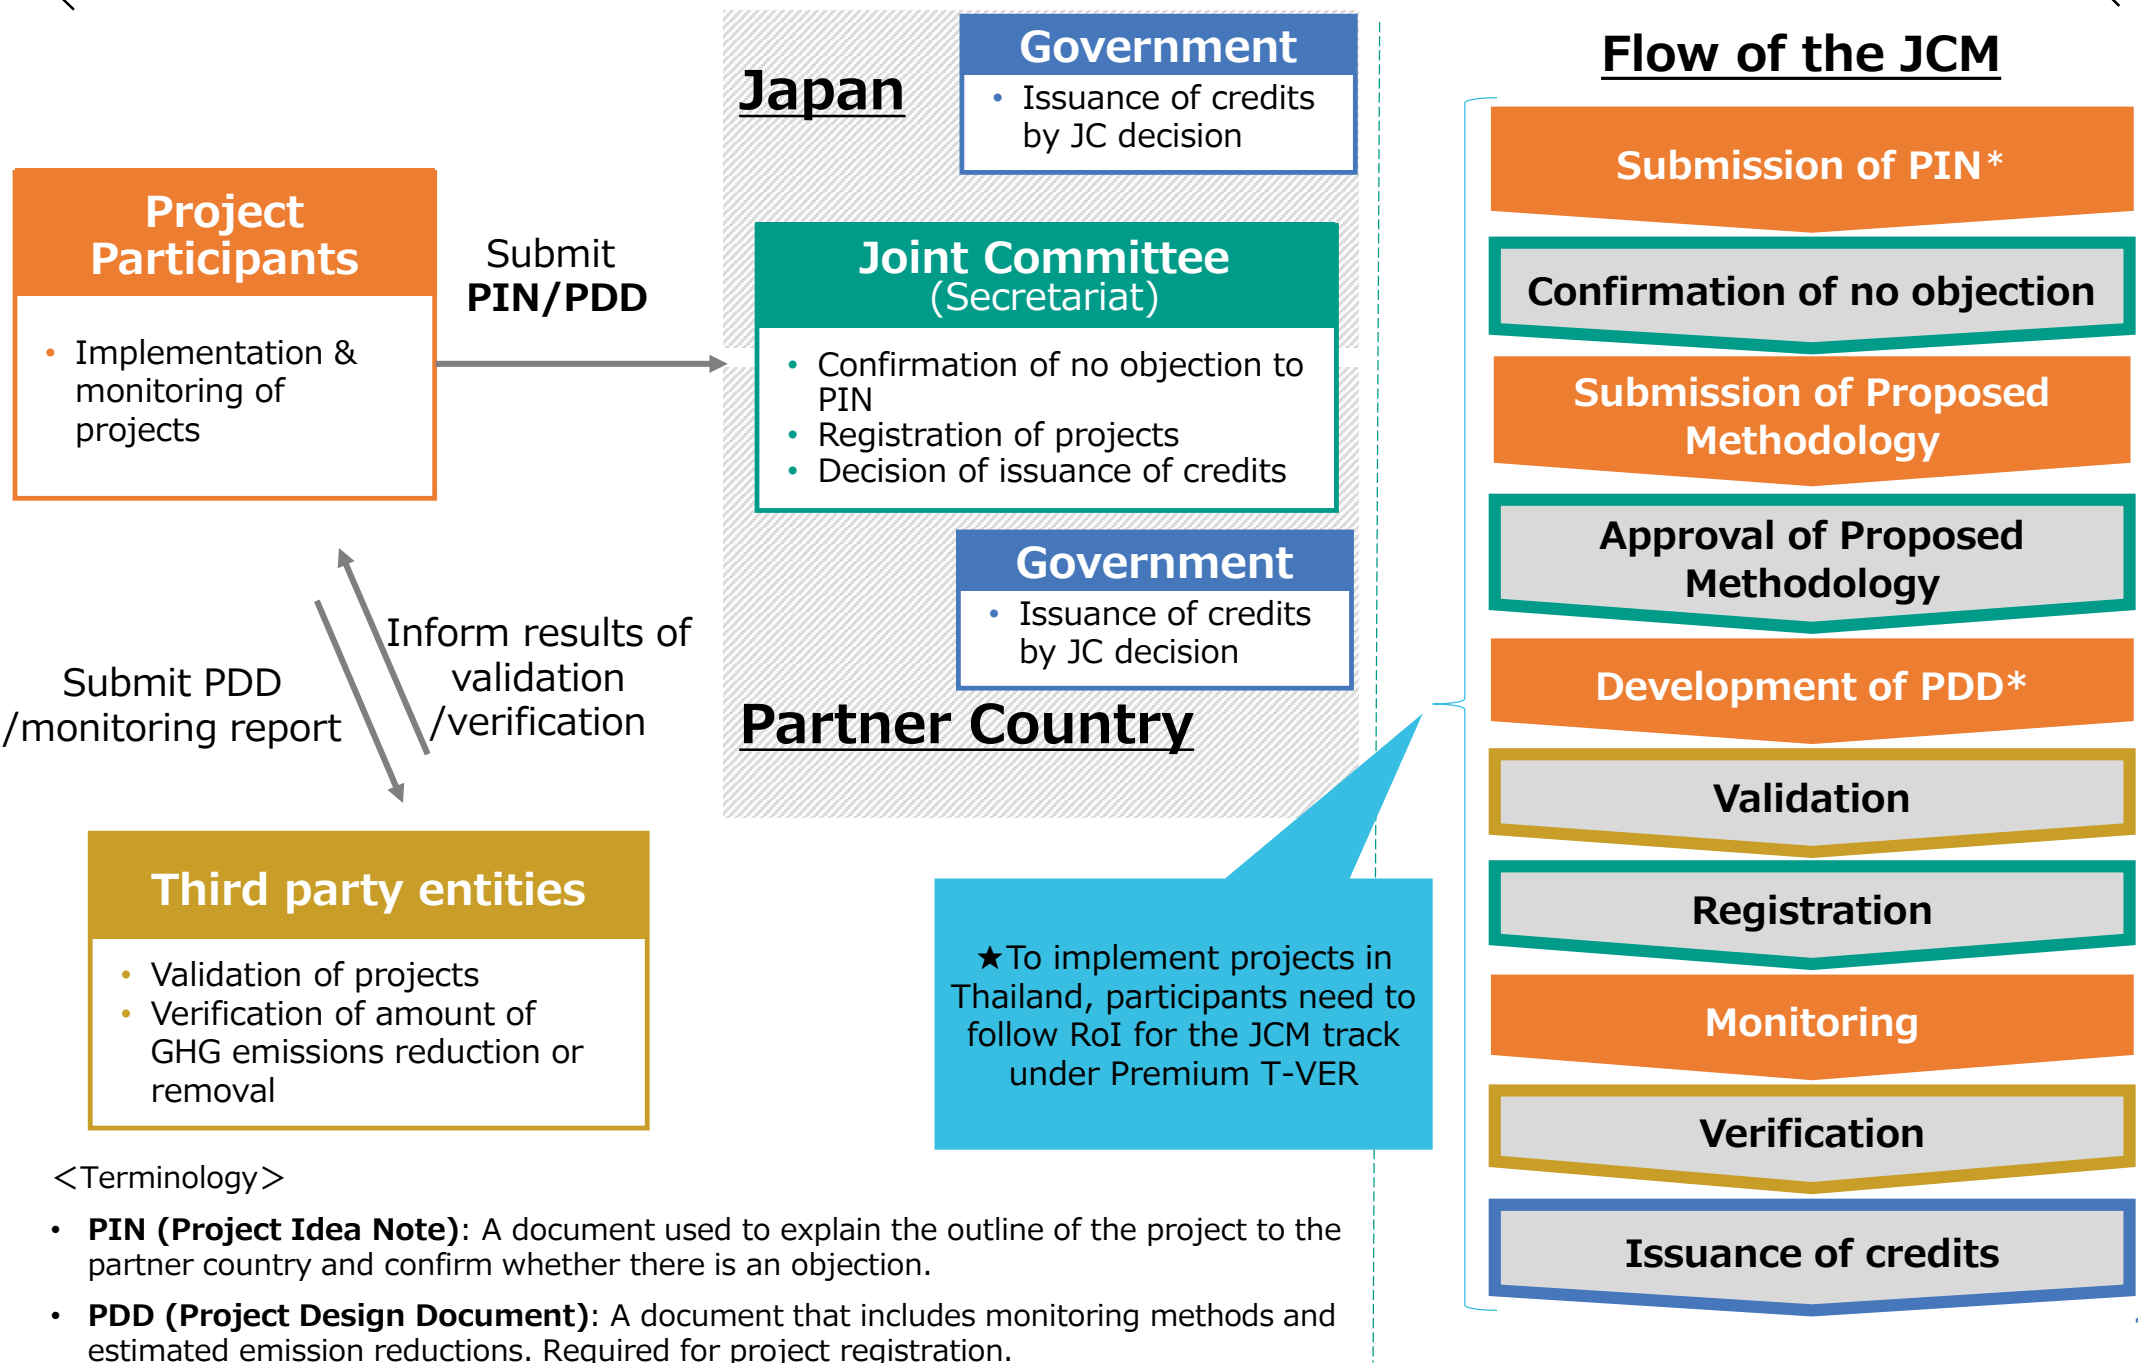 Japan
Government
• Issuance of credits
by JC decision
Project
Participants
• Implementation &
monitoring of
projects
Submit
PIN/PDD
Joint Committee
(Secretariat)
• Confirmation of no objection to
PIN
• Registration of projects
• Decision of issuance of credits
Government
• Issuance of credits
by JC decision
Partner Country
Submit PDD
/monitoring report
Inform results of
validation
/verification
Third party entities
• Validation of projects
• Verification of amount of
GHG emissions reduction or
removal
★To implement projects in
Thailand, participants need to
follow RoI for the JCM track
under Premium T-VER
<Terminology>
• PIN (Project Idea Note): A document used to explain the outline of the project to the
partner country and confirm whether there is an objection.
• PDD (Project Design Document): A document that includes monitoring methods and
estimated emission reductions. Required for project registration.
Flow of the JCM
Submission of PIN*
Confirmation of no objection
Submission of Proposed
Methodology
Approval of Proposed
Methodology
Development of PDD*
Validation
Registration
Monitoring
Verification
Issuance of credits